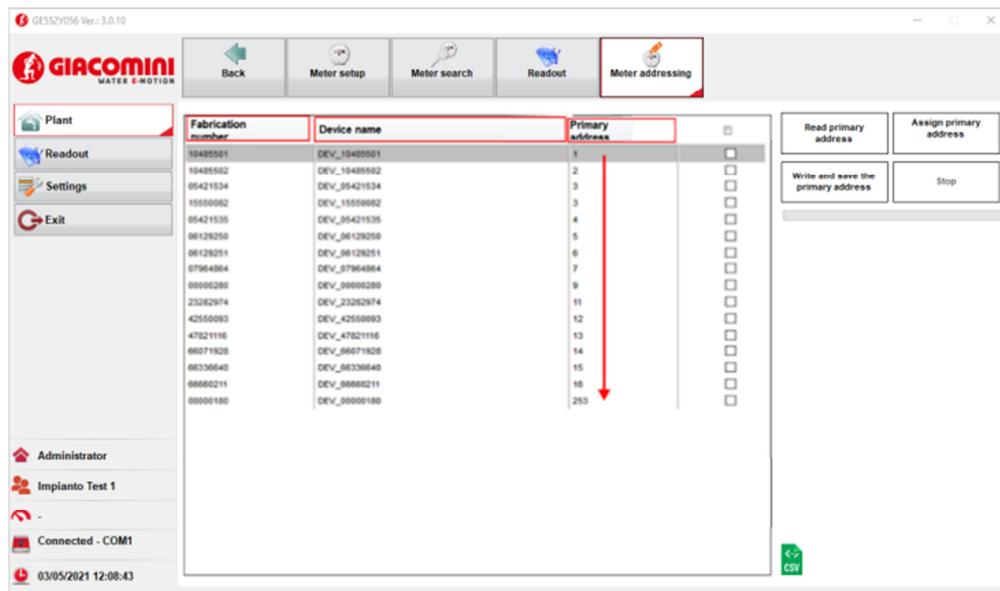 GE552Y056 Ver.: 3.0.10
GIACOMINI
WATER E-MOTION
Back
Meter setup
Meter search
Readout
Meter addressing
Plant
Readout
Settings
Exit
Fabrication
number
Device name
Primary
address
10485501 DEV_10485501 1
10485502 DEV_10485502 2
05421534 DEV_05421534 3
15550082 DEV_15550082 3
05421535 DEV_05421535 4
06129250 DEV_06129250 5
06129251 DEV_06129251 6
07964864 DEV_07964864 7
00000280 DEV_00000280 9
23282974 DEV_23282974 11
42550093 DEV_42550093 12
47821116 DEV_47821116 13
66071928 DEV_66071928 14
66336640 DEV_66336640 15
66660211 DEV_66660211 16
00000180 DEV_00000180 253
Read primary
address
Assign primary
address
Write and save the
primary address
Stop
Administrator
Impianto Test 1
-
Connected - COM1
03/05/2021 12:08:43
CSV